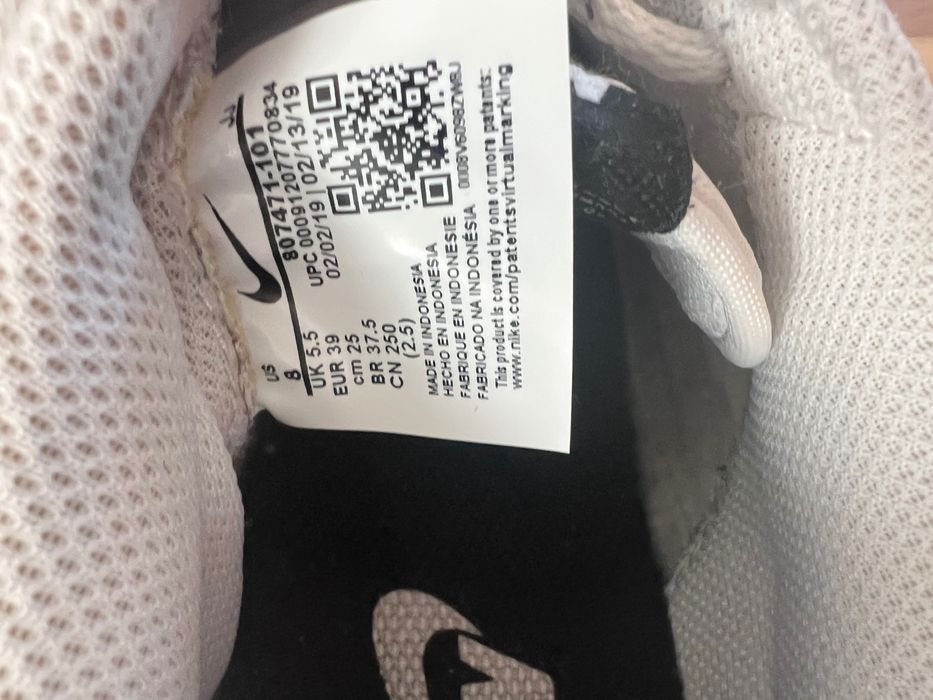 JJ
807471-101
UPC 00091207770834
02/02/19 | 02/13/19
US
8
UK 5.5
EUR 39
cm 25
BR 37.5
CN 250
(2.5)
0008V6098ZW8J
MADE IN INDONESIA
HECHO EN INDONESIA
FABRIQUE EN INDONESIE
FABRICADO NA INDONÉSIA
This product is covered by one or more patents:
www.nike.com/patentsvirtualmarking